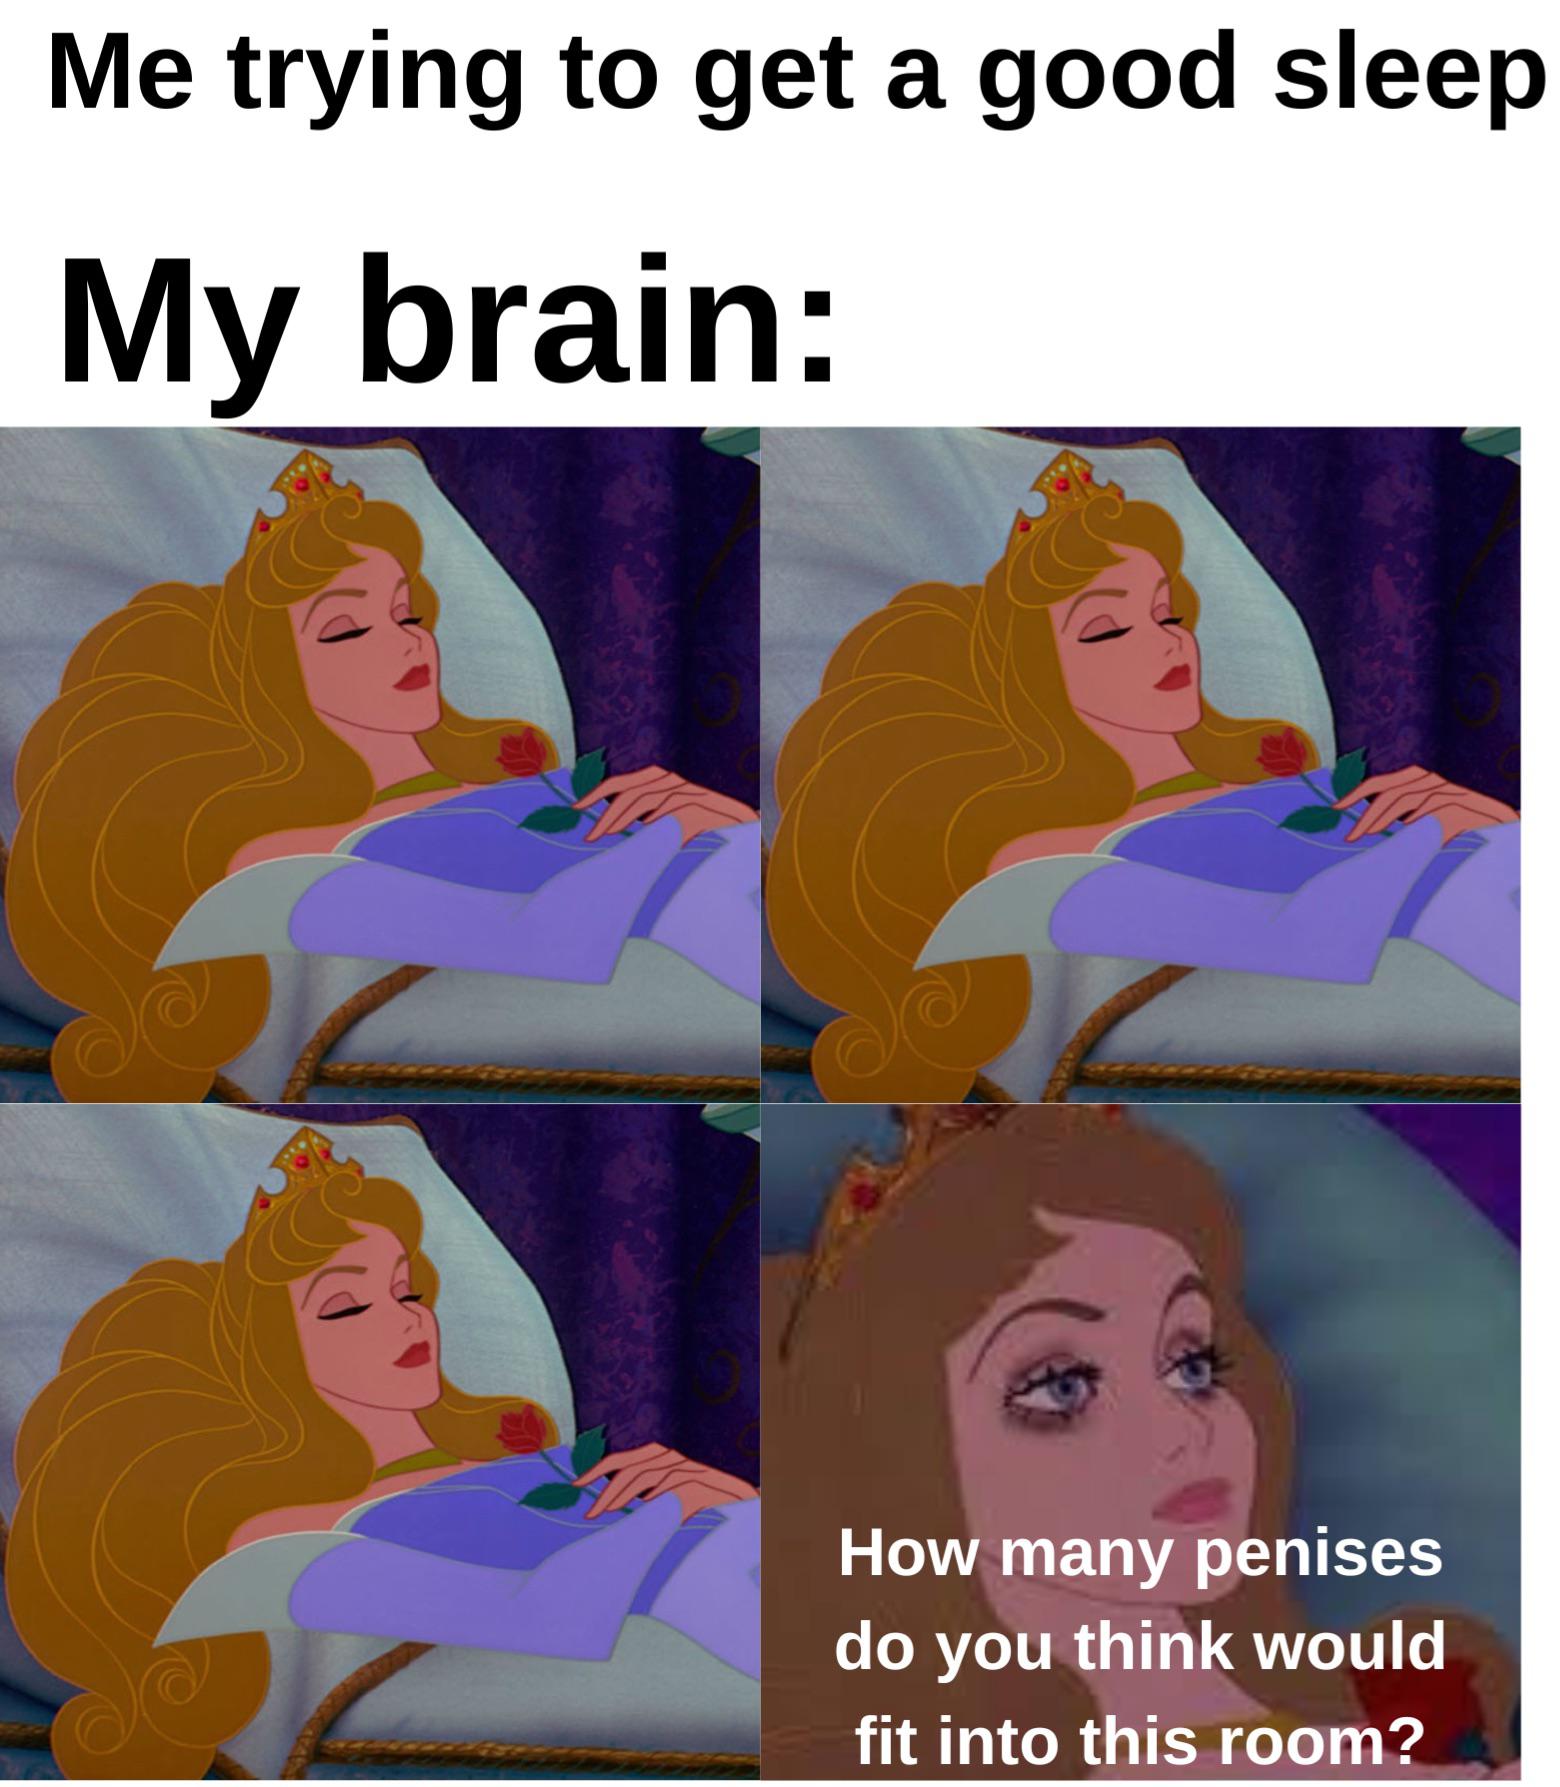 Me trying to get a good sleep
My brain:
How many penises
do you think would
fit into this room?